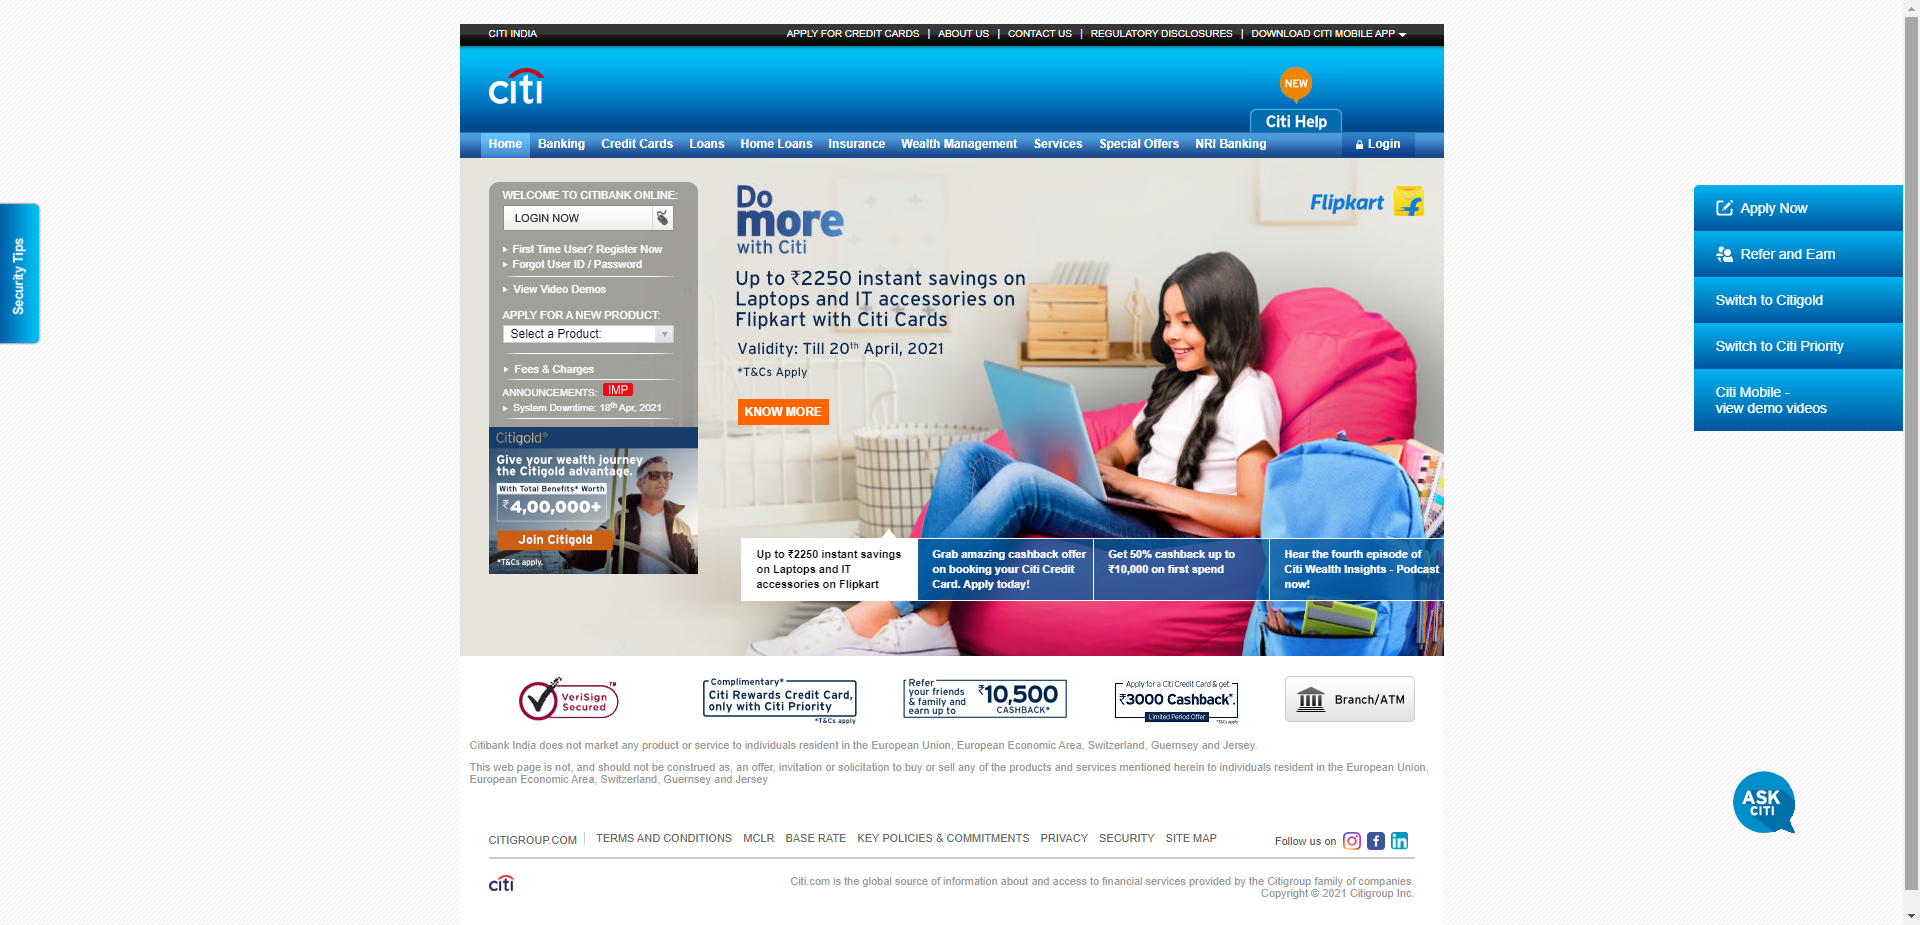 CITI INDIA
APPLY FOR CREDIT CARDS | ABOUT US | CONTACT US | REGULATORY DISCLOSURES | DOWNLOAD CITI MOBILE APP
citi
NEW
Citi Help
Home Banking Credit Cards Loans Home Loans Insurance Wealth Management Services Special Offers NRI Banking Login
Security Tips
WELCOME TO CITIBANK ONLINE:
LOGIN NOW
First Time User? Register Now
Forgot User ID / Password
View Video Demos
APPLY FOR A NEW PRODUCT:
Select a Product:
Fees & Charges
ANNOUNCEMENTS: IMP
System Downtime: 18th Apr, 2021
Citigold®
Give your wealth journey
the Citigold advantage.
With Total Benefits* Worth
₹4,00,000+
Join Citigold
*T&Cs apply.
Do
more
with Citi
Flipkart
Up to ₹2250 instant savings on
Laptops and IT accessories on
Flipkart with Citi Cards
Validity: Till 20th April, 2021
*T&Cs Apply
KNOW MORE
Up to ₹2250 instant savings
on Laptops and IT
accessories on Flipkart
Grab amazing cashback offer
on booking your Citi Credit
Card. Apply today!
Get 50% cashback up to
₹10,000 on first spend
Hear the fourth episode of
Citi Wealth Insights - Podcast
now!
Apply Now
Refer and Earn
Switch to Citigold
Switch to Citi Priority
Citi Mobile -
view demo videos
VeriSign
Secured
TM
Complimentary*
Citi Rewards Credit Card,
only with Citi Priority
*T&Cs apply
Refer
your friends
& family and
earn up to
₹10,500
CASHBACK*
Apply for a Citi Credit Card & get
₹3000 Cashback*.
Limited Period Offer
*T&Cs apply
Branch/ATM
Citibank India does not market any product or service to individuals resident in the European Union, European Economic Area, Switzerland, Guernsey and Jersey.
This web page is not, and should not be construed as, an offer, invitation or solicitation to buy or sell any of the products and services mentioned herein to individuals resident in the European Union,
European Economic Area, Switzerland, Guernsey and Jersey
ASK
CITI
CITIGROUP.COM | TERMS AND CONDITIONS MCLR BASE RATE KEY POLICIES & COMMITMENTS PRIVACY SECURITY SITE MAP
Follow us on
citi
Citi.com is the global source of information about and access to financial services provided by the Citigroup family of companies.
Copyright © 2021 Citigroup Inc.